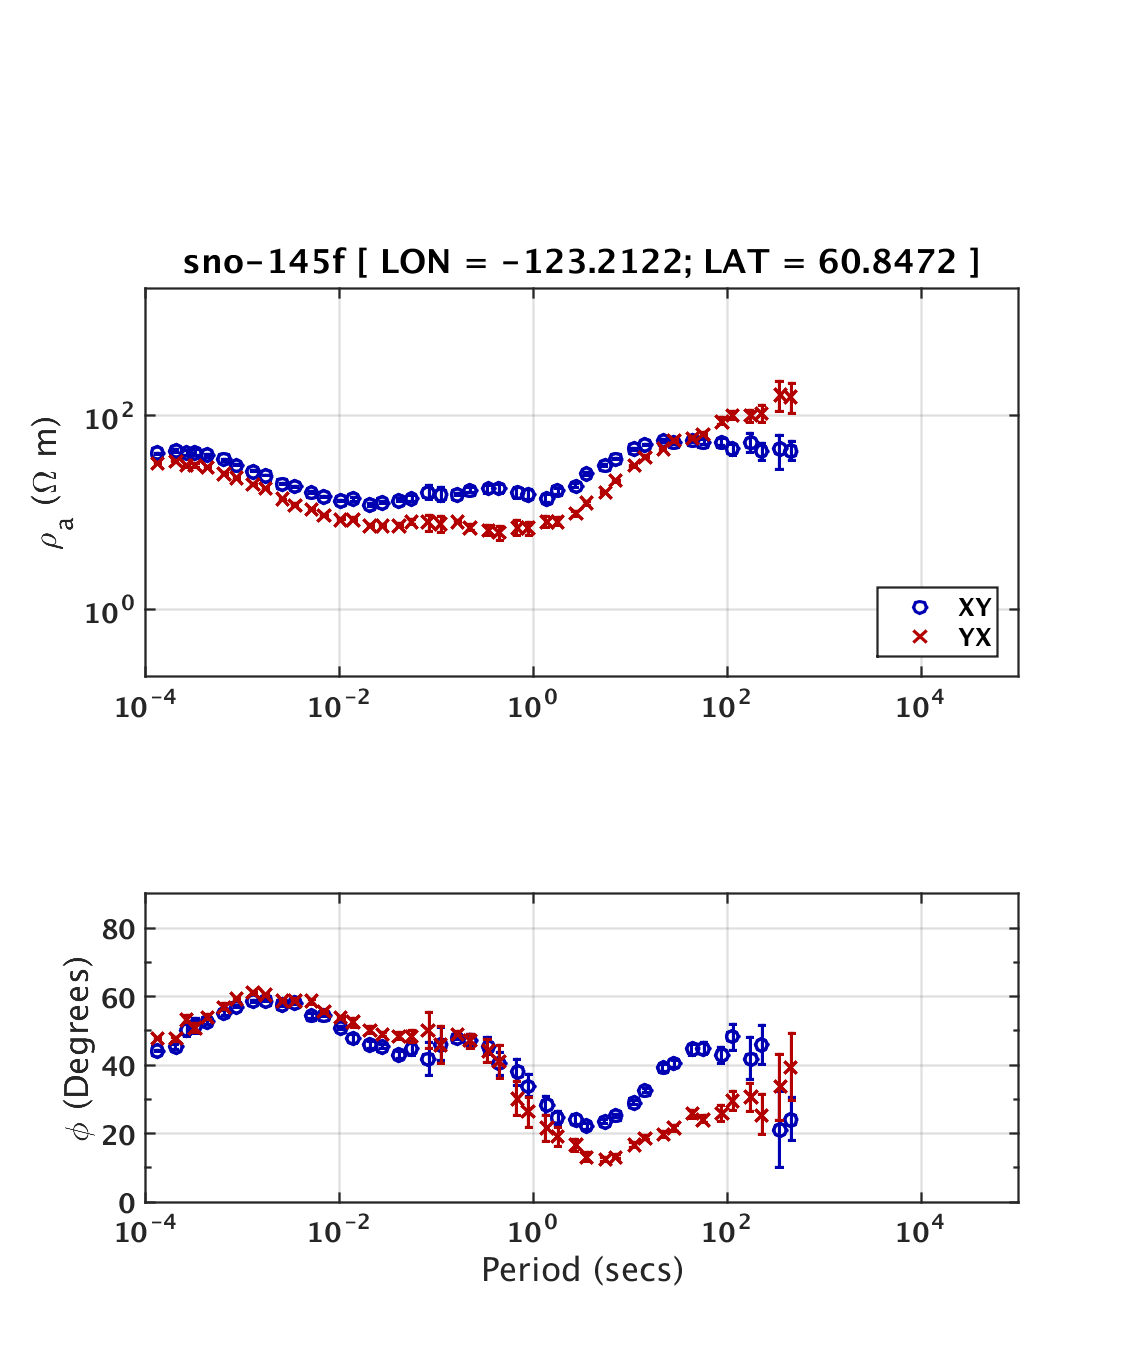 sno-145f [ LON = -123.2122; LAT = 60.8472 ]
ρa (Ω m)
10^2
10^0
XY
YX
10^-4 10^-2 10^0 10^2 10^4
ϕ (Degrees)
80
60
40
20
0
10^-4 10^-2 10^0 10^2 10^4
Period (secs)